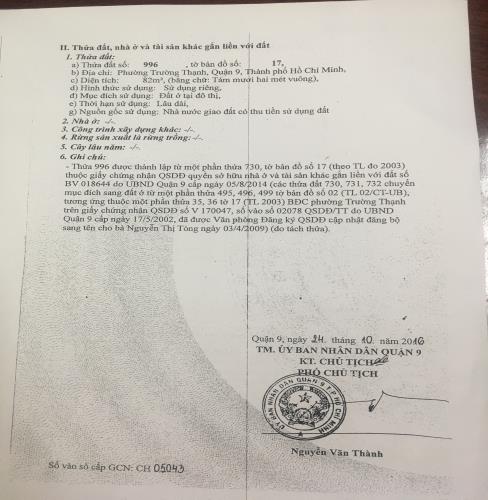 II. Thửa đất, nhà ở và tài sản khác gắn liền với đất
1. Thửa đất:
a) Thửa đất số: 996 , tờ bản đồ số: 17,
b) Địa chỉ: Phường Trường Thạnh, Quận 9, Thành phố Hồ Chí Minh,
c) Diện tích: 82m², (bằng chữ: Tám mươi hai mét vuông),
d) Hình thức sử dụng: Sử dụng riêng,
đ) Mục đích sử dụng: Đất ở tại đô thị,
e) Thời hạn sử dụng: Lâu dài,
g) Nguồn gốc sử dụng: Nhà nước giao đất có thu tiền sử dụng đất
2. Nhà ở: -/-
3. Công trình xây dựng khác: -/-
4. Rừng sản xuất là rừng trồng: -/-
5. Cây lâu năm: -/-
6. Ghi chú:
- Thửa 996 được thành lập từ một phần thửa 730, tờ bản đồ số 17 (theo TL đo 2003)
thuộc giấy chứng nhận QSDĐ quyền sở hữu nhà ở và tài sản khác gắn liền với đất số
BV 018644 do UBND Quận 9 cấp ngày 05/8/2014 (các thửa đất 730, 731, 732 chuyển
mục đích sang đất ở từ một phần thửa 495, 496, 499 tờ bản đồ số 02 (TL 02/CT-UB),
tương ứng thuộc một phần thửa 35, 36 tờ 17 (TL 2003) BĐC phường Trường Thạnh
trên giấy chứng nhận QSDĐ số V 170047, số vào sổ 02078 QSDĐ/TT do UBND
Quận 9 cấp ngày 17/5/2002, đã được Văn phòng Đăng ký QSDĐ cập nhật đăng bộ
sang tên cho bà Nguyễn Thị Tòng ngày 03/4/2009) (do tách thửa).
Quận 9, ngày 24 tháng 10 năm 2016
TM. ỦY BAN NHÂN DÂN QUẬN 9
KT. CHỦ TỊCH
PHÓ CHỦ TỊCH
ỦY BAN NHÂN DÂN QUẬN 9 T.P HỒ CHÍ MINH
Nguyễn Văn Thành
Số vào sổ cấp GCN: CH 05043